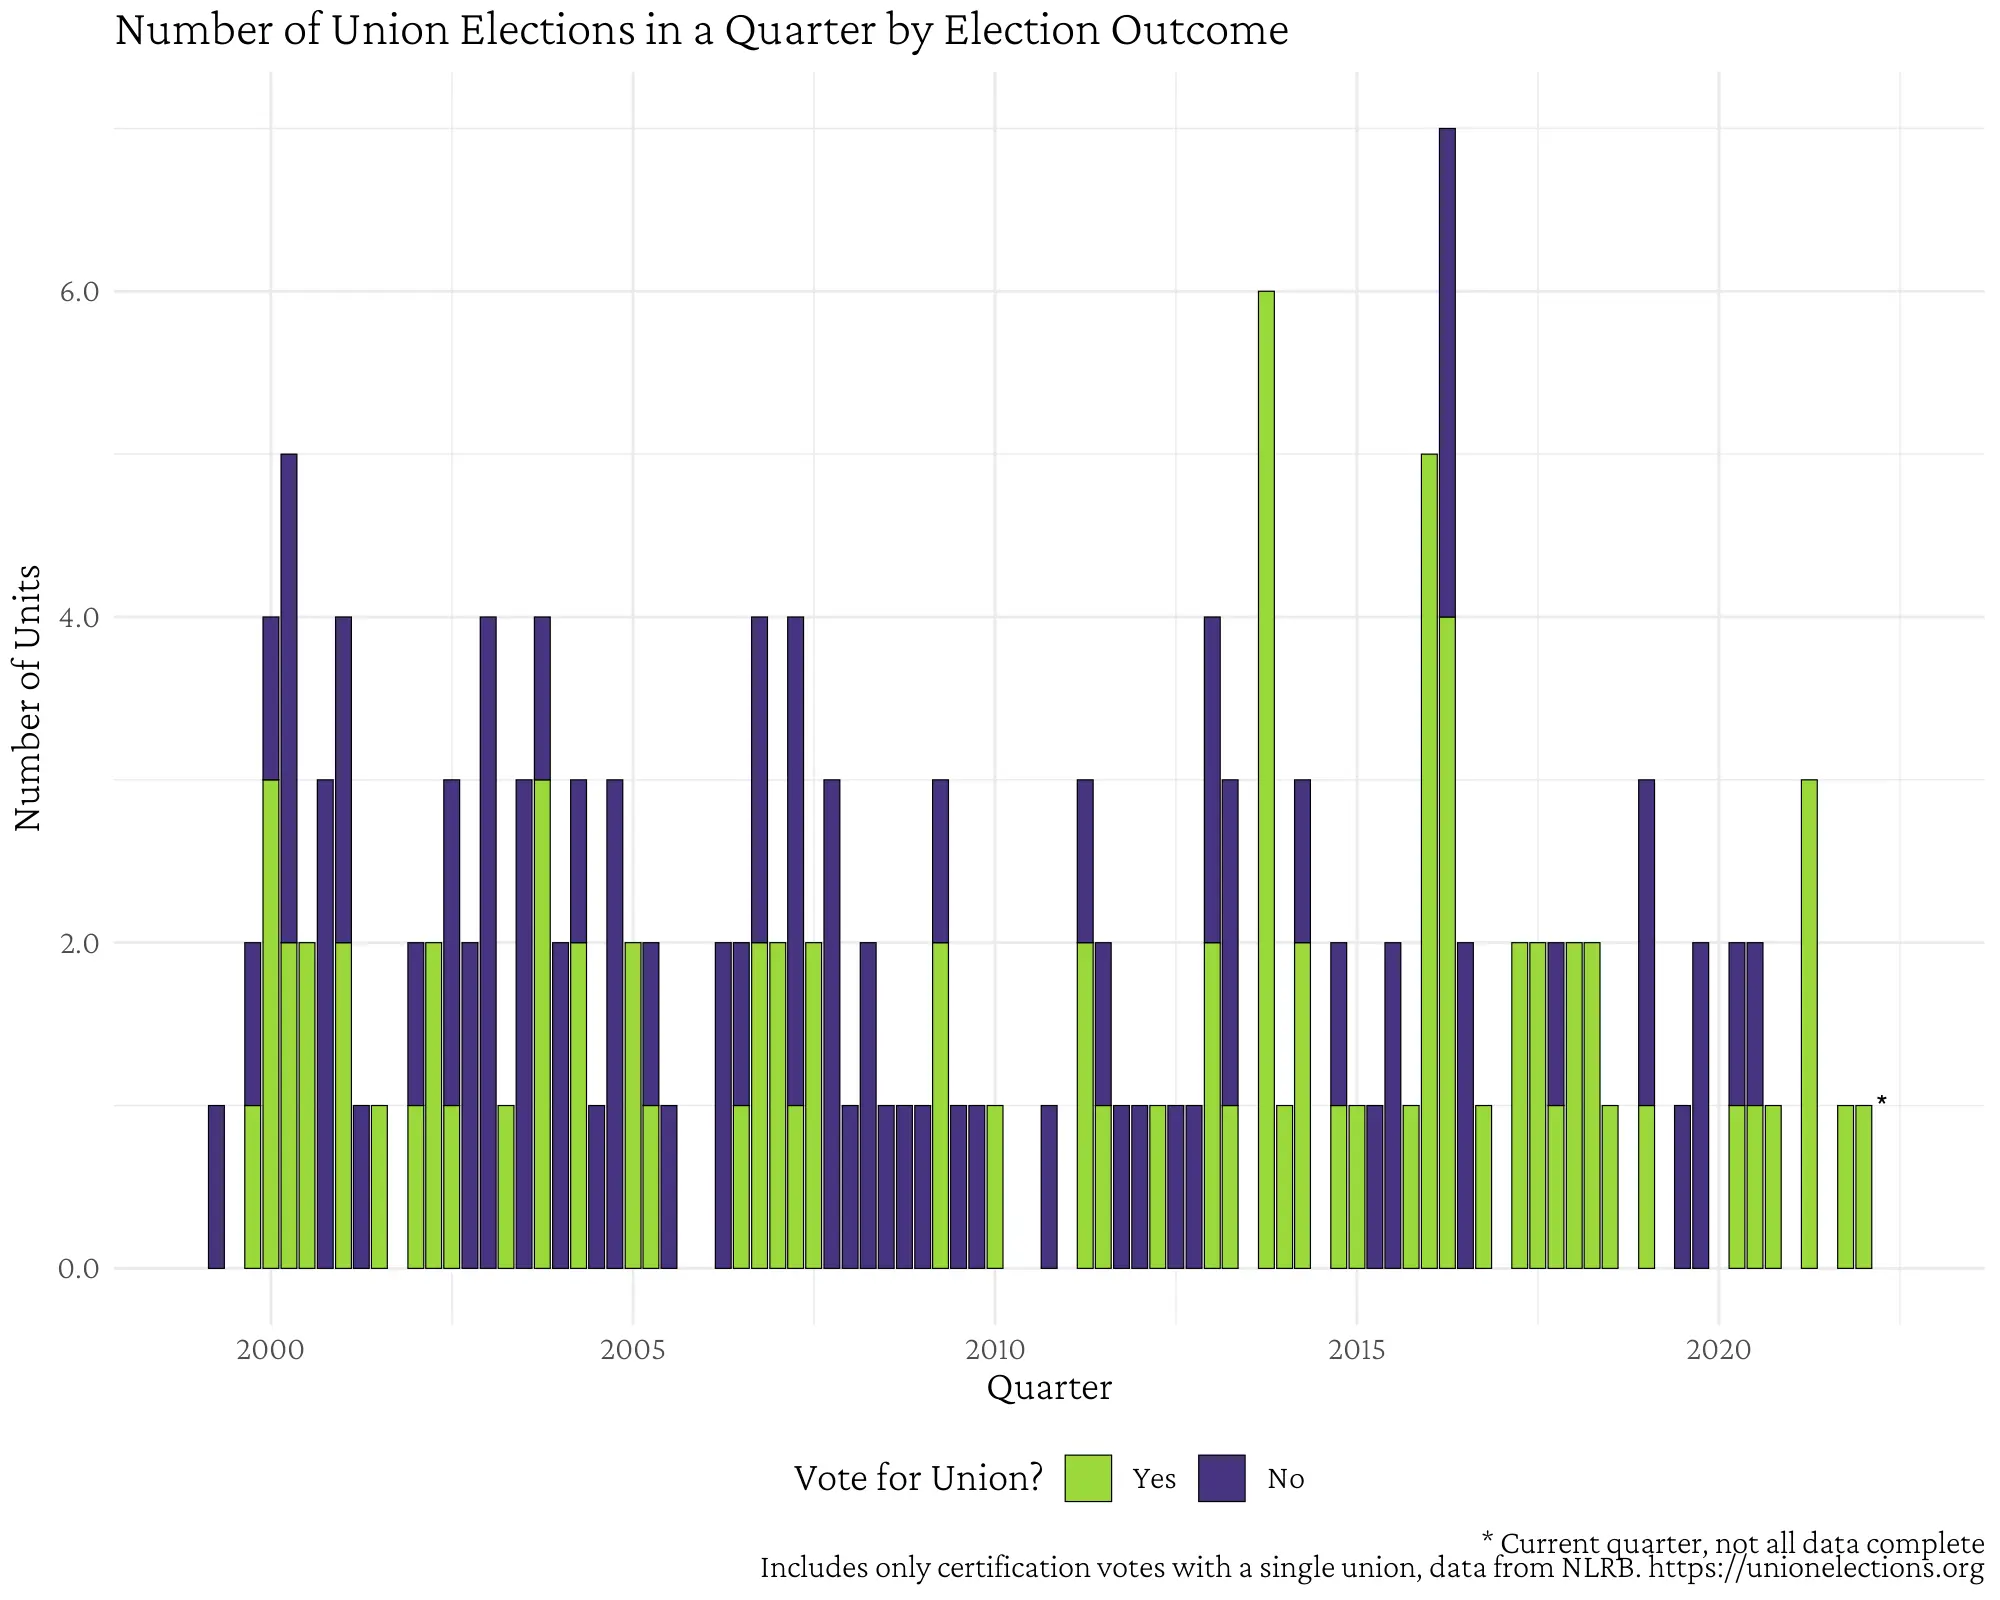 Number of Union Elections in a Quarter by Election Outcome
Number of Units
6.0
4.0
2.0
0.0
*
2000 2005 2010 2015 2020
Quarter
Vote for Union? Yes No
* Current quarter, not all data complete
Includes only certification votes with a single union, data from NLRB. https://unionelections.org